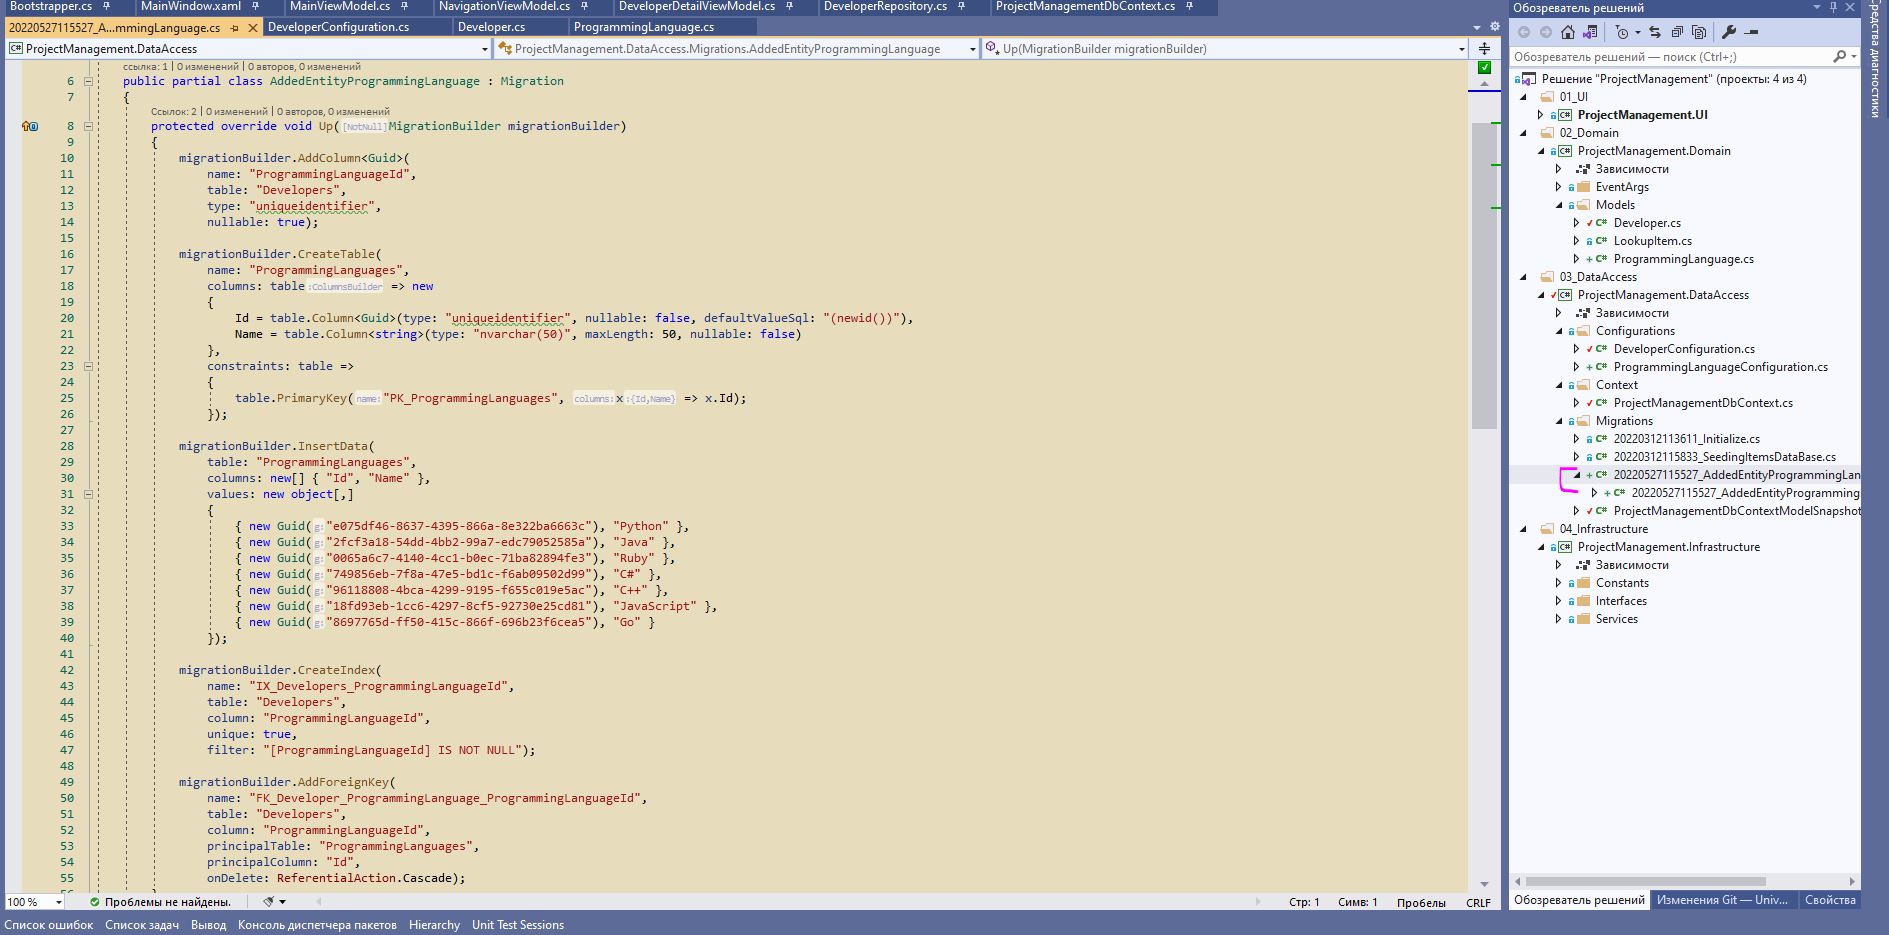 Bootstrapper.cs MainWindow.xaml MainViewModel.cs NavigationViewModel.cs DeveloperDetailViewModel.cs DeveloperRepository.cs ProjectManagementDbContext.cs
20220527115527_A...mmingLanguage.cs DeveloperConfiguration.cs Developer.cs ProgrammingLanguage.cs
ProjectManagement.DataAccess ProjectManagement.DataAccess.Migrations.AddedEntityProgrammingLanguage Up(MigrationBuilder migrationBuilder)
ссылка: 1 | 0 изменений | 0 авторов, 0 изменений
6 public partial class AddedEntityProgrammingLanguage : Migration
7 {
Ссылок: 2 | 0 изменений | 0 авторов, 0 изменений
8 protected override void Up([NotNull]MigrationBuilder migrationBuilder)
9 {
10 migrationBuilder.AddColumn<Guid>(
11 name: "ProgrammingLanguageId",
12 table: "Developers",
13 type: "uniqueidentifier",
14 nullable: true);
15
16 migrationBuilder.CreateTable(
17 name: "ProgrammingLanguages",
18 columns: table:ColumnsBuilder => new
19 {
20 Id = table.Column<Guid>(type: "uniqueidentifier", nullable: false, defaultValueSql: "(newid())"),
21 Name = table.Column<string>(type: "nvarchar(50)", maxLength: 50, nullable: false)
22 },
23 constraints: table =>
24 {
25 table.PrimaryKey(name:"PK_ProgrammingLanguages", columns:x:{Id,Name} => x.Id);
26 });
27
28 migrationBuilder.InsertData(
29 table: "ProgrammingLanguages",
30 columns: new[] { "Id", "Name" },
31 values: new object[,]
32 {
33 { new Guid(g:"e075df46-8637-4395-866a-8e322ba6663c"), "Python" },
34 { new Guid(g:"2fcf3a18-54dd-4bb2-99a7-edc79052585a"), "Java" },
35 { new Guid(g:"0065a6c7-4140-4cc1-b0ec-71ba82894fe3"), "Ruby" },
36 { new Guid(g:"749856eb-7f8a-47e5-bd1c-f6ab09502d99"), "C#" },
37 { new Guid(g:"96118808-4bca-4299-9195-f655c019e5ac"), "C++" },
38 { new Guid(g:"18fd93eb-1cc6-4297-8cf5-92730e25cd81"), "JavaScript" },
39 { new Guid(g:"8697765d-ff50-415c-866f-696b23f6cea5"), "Go" }
40 });
41
42 migrationBuilder.CreateIndex(
43 name: "IX_Developers_ProgrammingLanguageId",
44 table: "Developers",
45 column: "ProgrammingLanguageId",
46 unique: true,
47 filter: "[ProgrammingLanguageId] IS NOT NULL");
48
49 migrationBuilder.AddForeignKey(
50 name: "FK_Developer_ProgrammingLanguage_ProgrammingLanguageId",
51 table: "Developers",
52 column: "ProgrammingLanguageId",
53 principalTable: "ProgrammingLanguages",
54 principalColumn: "Id",
55 onDelete: ReferentialAction.Cascade);
100 % Проблемы не найдены. Стр: 1 Симв: 1 Пробелы CRLF
Список ошибок Список задач Вывод Консоль диспетчера пакетов Hierarchy Unit Test Sessions
Обозреватель решений
Обозреватель решений — поиск (Ctrl+;)
Решение "ProjectManagement" (проекты: 4 из 4)
01_UI
ProjectManagement.UI
02_Domain
ProjectManagement.Domain
Зависимости
EventArgs
Models
Developer.cs
LookupItem.cs
ProgrammingLanguage.cs
03_DataAccess
ProjectManagement.DataAccess
Зависимости
Configurations
DeveloperConfiguration.cs
ProgrammingLanguageConfiguration.cs
Context
ProjectManagementDbContext.cs
Migrations
20220312113611_Initialize.cs
20220312115833_SeedingItemsDataBase.cs
20220527115527_AddedEntityProgrammingLan
20220527115527_AddedEntityProgramming
ProjectManagementDbContextModelSnapshot
04_Infrastructure
ProjectManagement.Infrastructure
Зависимости
Constants
Interfaces
Services
Обозреватель решений Изменения Git — Univ... Свойства
Средства диагностики